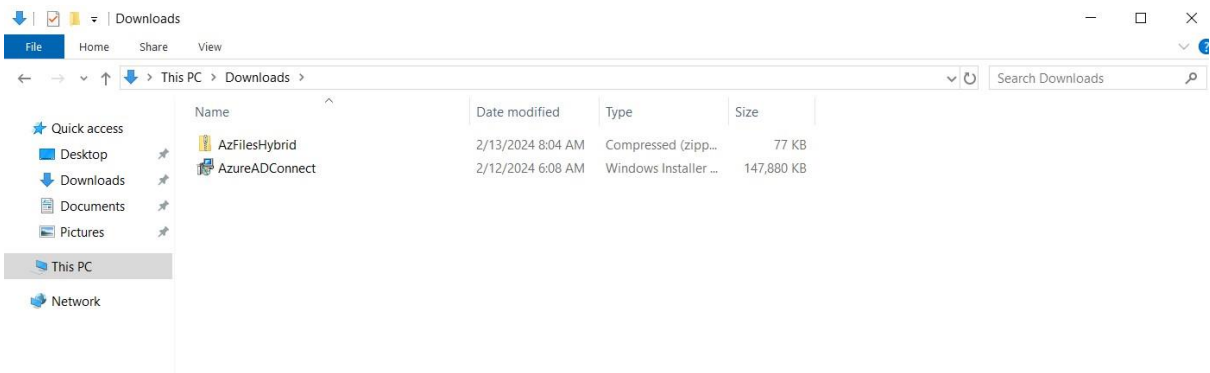 Downloads
File Home Share View
This PC > Downloads >
Search Downloads
Name Date modified Type Size
Quick access
Desktop
Downloads
Documents
Pictures
This PC
Network
AzFilesHybrid 2/13/2024 8:04 AM Compressed (zipp... 77 KB
AzureADConnect 2/12/2024 6:08 AM Windows Installer ... 147,880 KB